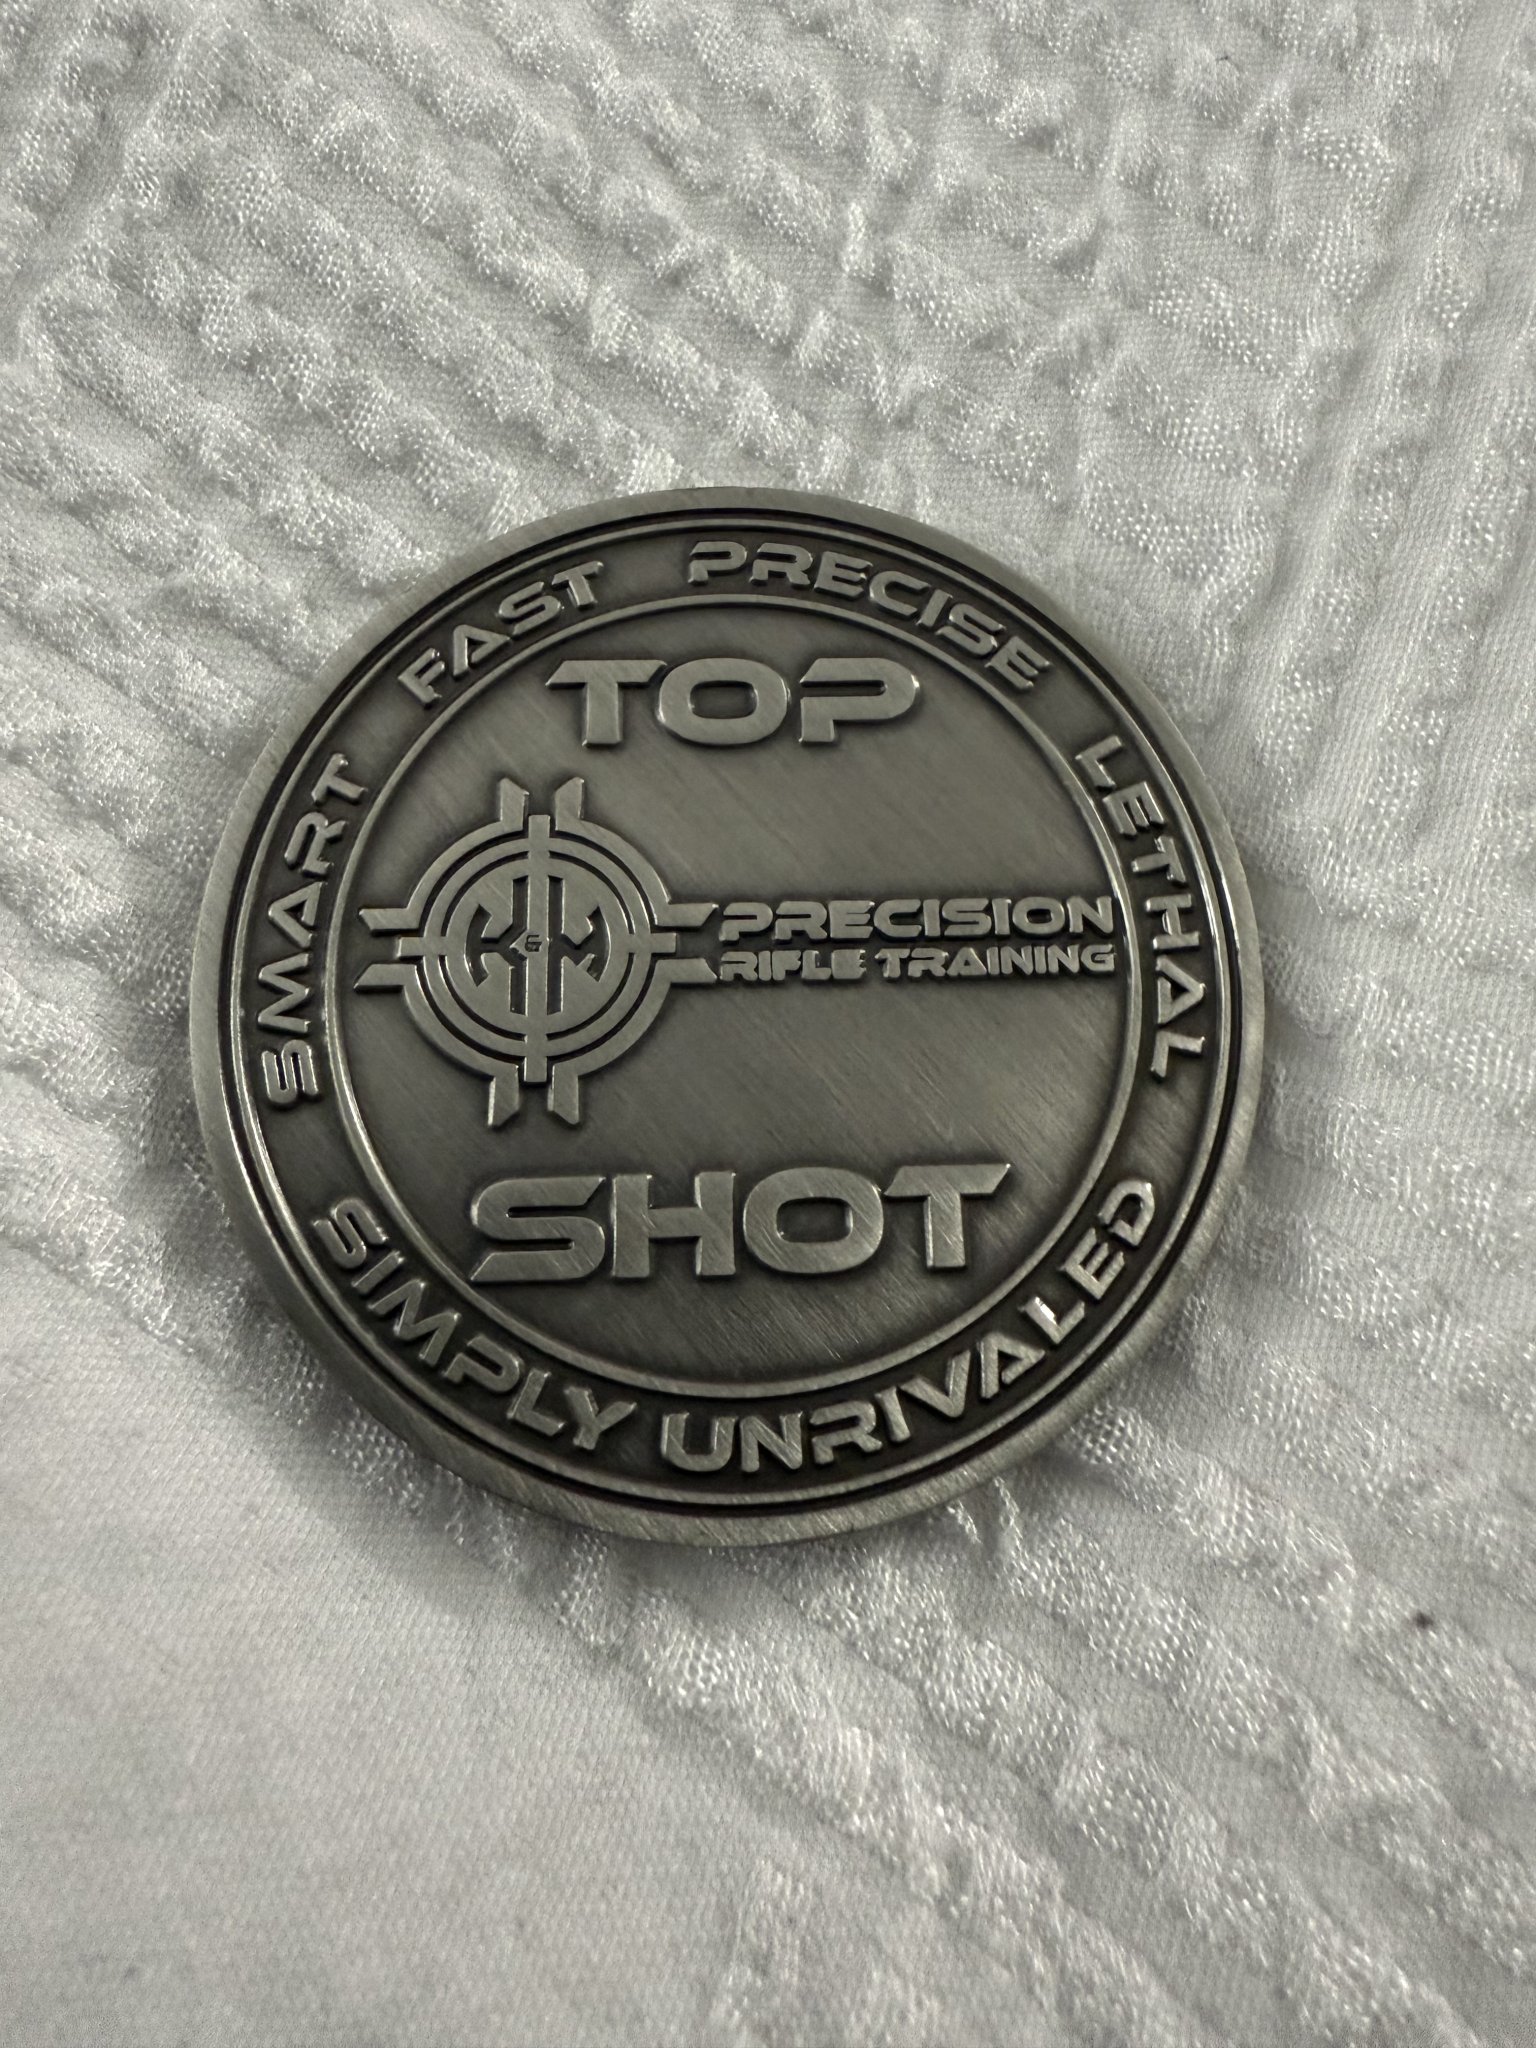 SMART FAST PRECISE LETHAL
TOP
&
PRECISION
RIFLE TRAINING
SHOT
SIMPLY UNRIVALED